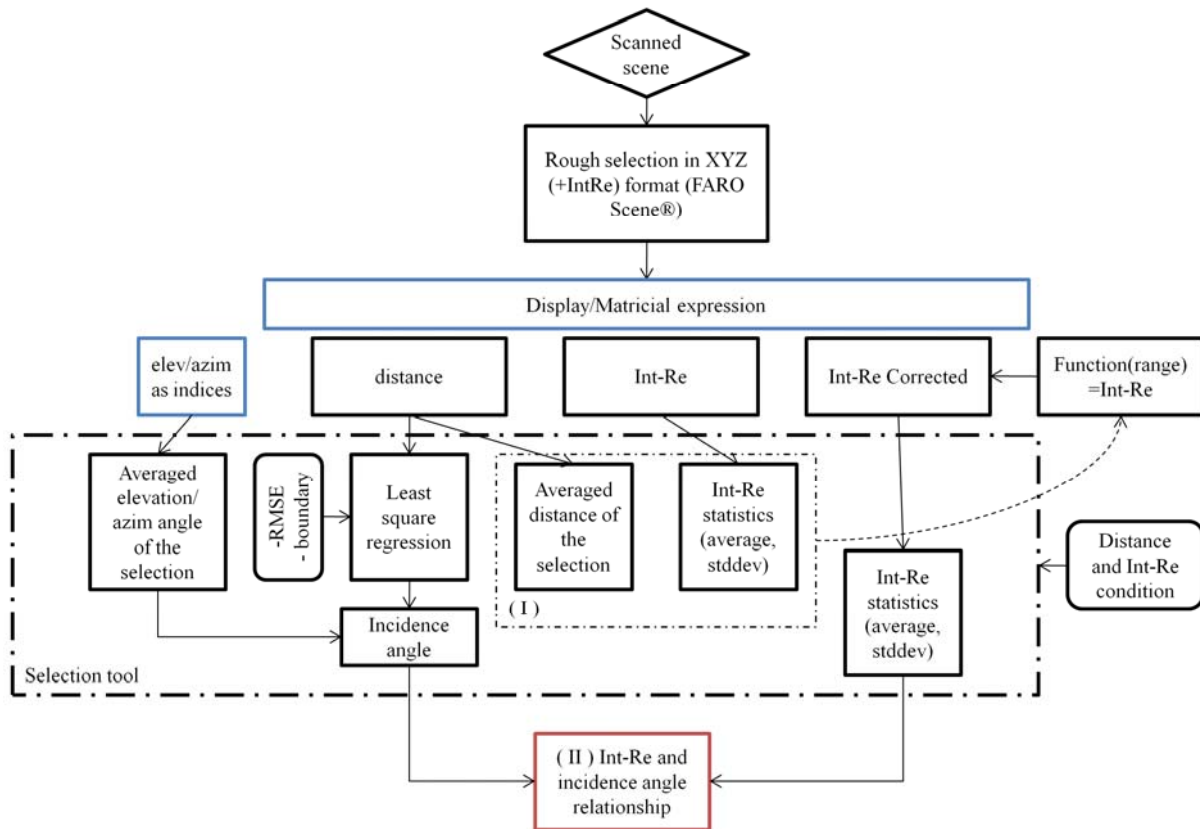 Scanned
scene
Rough selection in XYZ
(+IntRe) format (FARO
Scene®)
Display/Matricial expression
elev/azim
as indices
distance
Int-Re
Int-Re Corrected
Function(range)
=Int-Re
Averaged
elevation/
azim angle
of the
selection
-RMSE
- boundary
Least
square
regression
Averaged
distance of
the
selection
Int-Re
statistics
(average,
stddev)
( I )
Int-Re
statistics
(average,
stddev)
Distance
and Int-Re
condition
Incidence
angle
Selection tool
( II ) Int-Re and
incidence angle
relationship